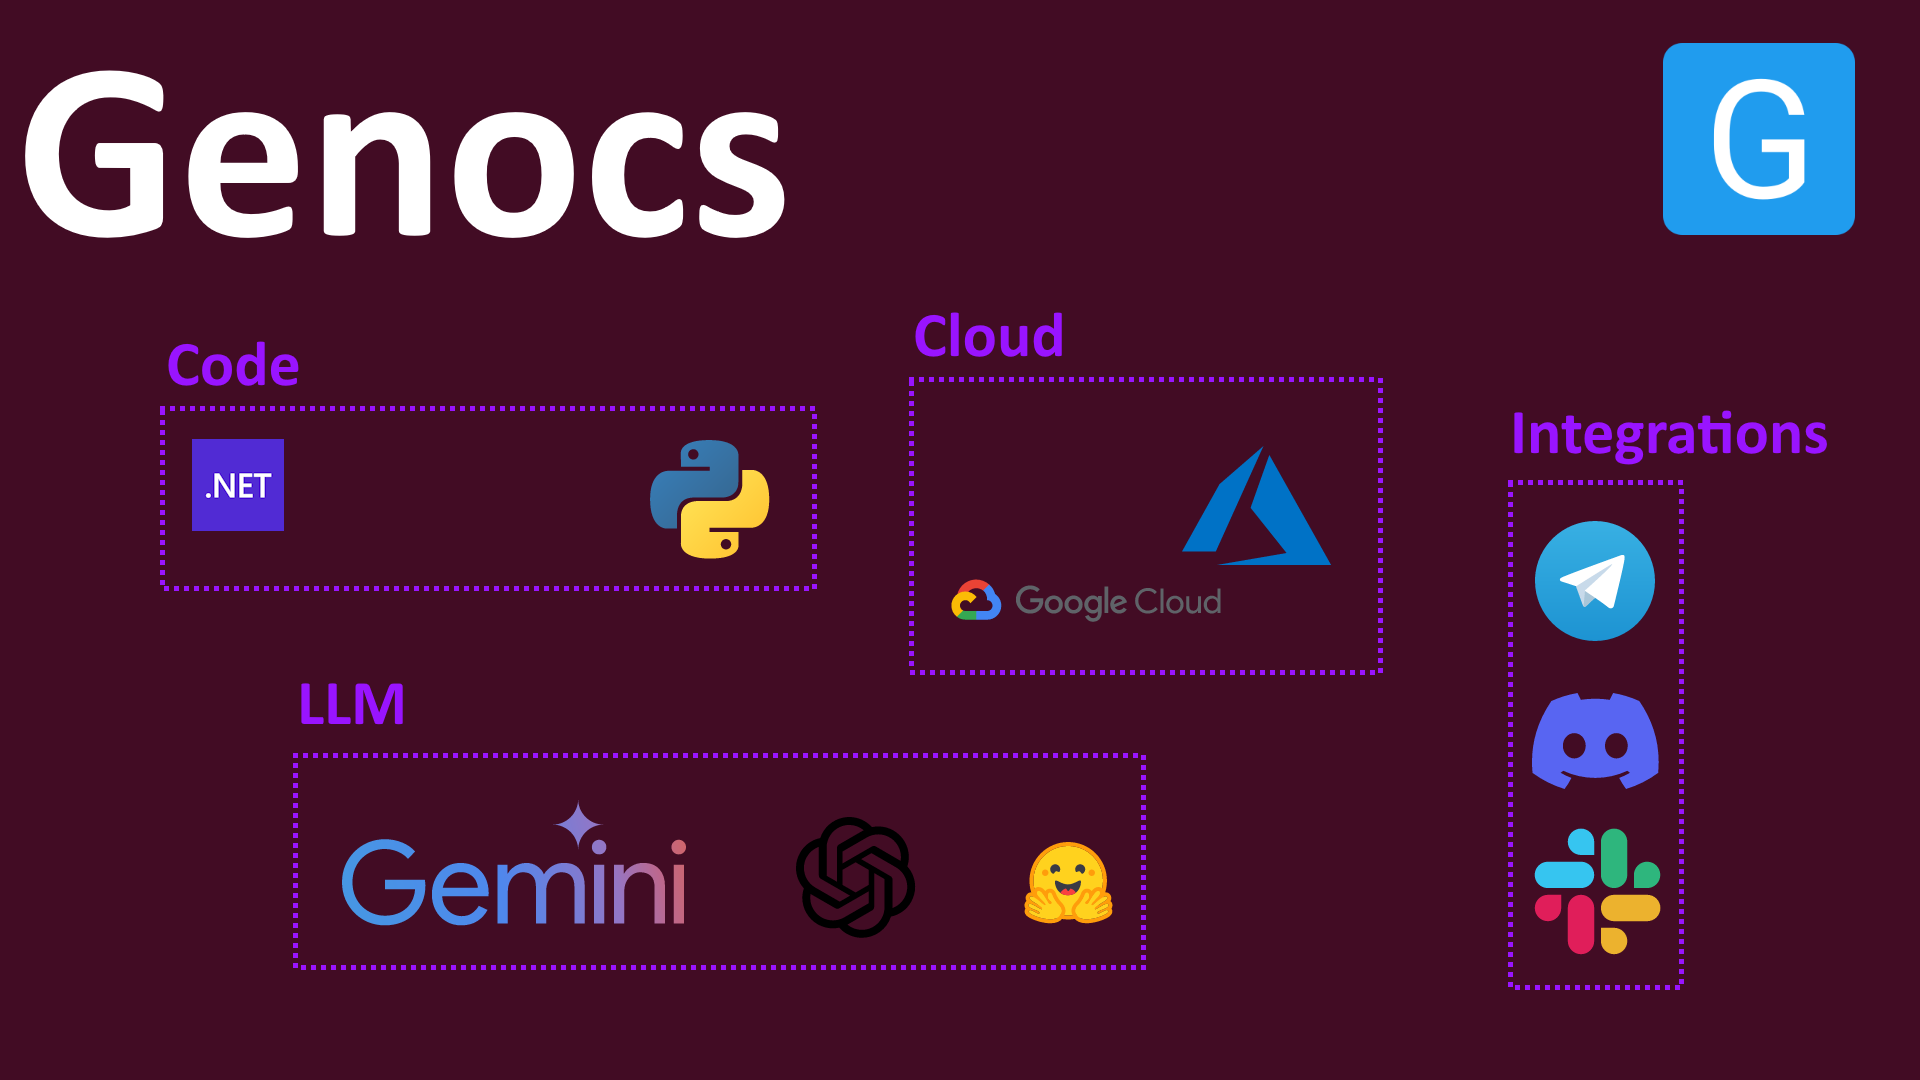 Genocs
G
Code
.NET
Cloud
Google Cloud
Integrations
LLM
Gemini